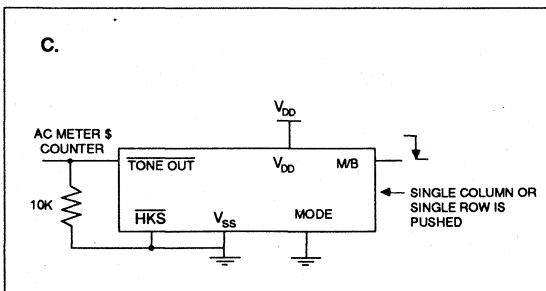 C.
V_DD
AC METER $
COUNTER
TONE OUT
V_DD
M/B
10K
HKS
V_SS
MODE
SINGLE COLUMN OR
SINGLE ROW IS
PUSHED